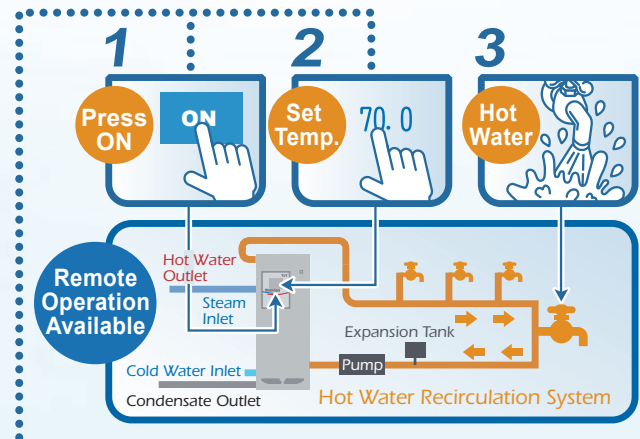 1
2
3
Press
ON
ON
Set
Temp.
70.0
Hot
Water
Remote
Operation
Available
Hot Water
Outlet
Steam
Inlet
Cold Water Inlet
Condensate Outlet
Expansion Tank
Pump
Hot Water Recirculation System